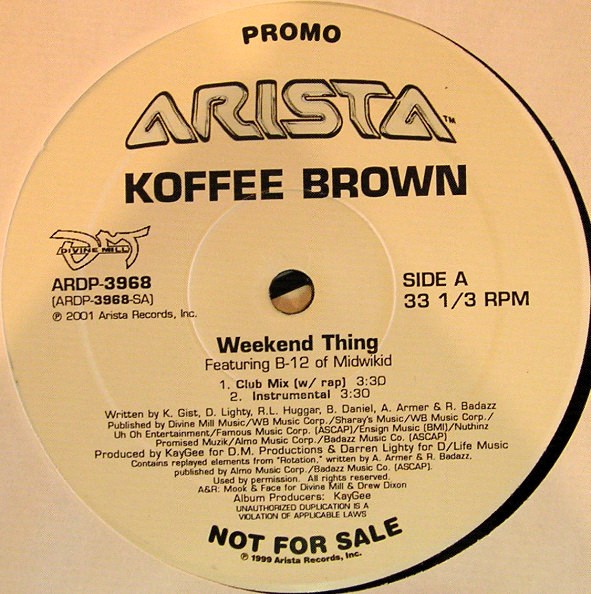 PROMO
ARISTA™
KOFFEE BROWN
DM
DIVINE MILL
ARDP-3968
(ARDP-3968-SA)
℗ 2001 Arista Records, Inc.
SIDE A
33 1/3 RPM
Weekend Thing
Featuring B-12 of Midwikid
1. Club Mix (w/ rap) 3:30
2. Instrumental 3:30
Written by K. Gist, D. Lighty, R.L. Huggar, B. Daniel, A. Armer & R. Badazz
Published by Divine Mill Music/WB Music Corp./Sharay's Music/WB Music Corp./
Uh Oh Entertainment/Famous Music Corp. (ASCAP)/Ensign Music (BMI)/Nuthinz
Promised Muzik/Almo Music Corp./Badazz Music Co. (ASCAP)
Produced by KayGee for D.M. Productions & Darren Lighty for D/Life Music
Contains replayed elements from "Rotation," written by A. Armer & R. Badazz,
published by Almo Music Corp./Badazz Music Co. (ASCAP).
Used by permission. All rights reserved.
A&R: Mook & Face for Divine Mill & Drew Dixon
Album Producers: KayGee
UNAUTHORIZED DUPLICATION IS A
VIOLATION OF APPLICABLE LAWS
NOT FOR SALE
℗ 1999 Arista Records, Inc.